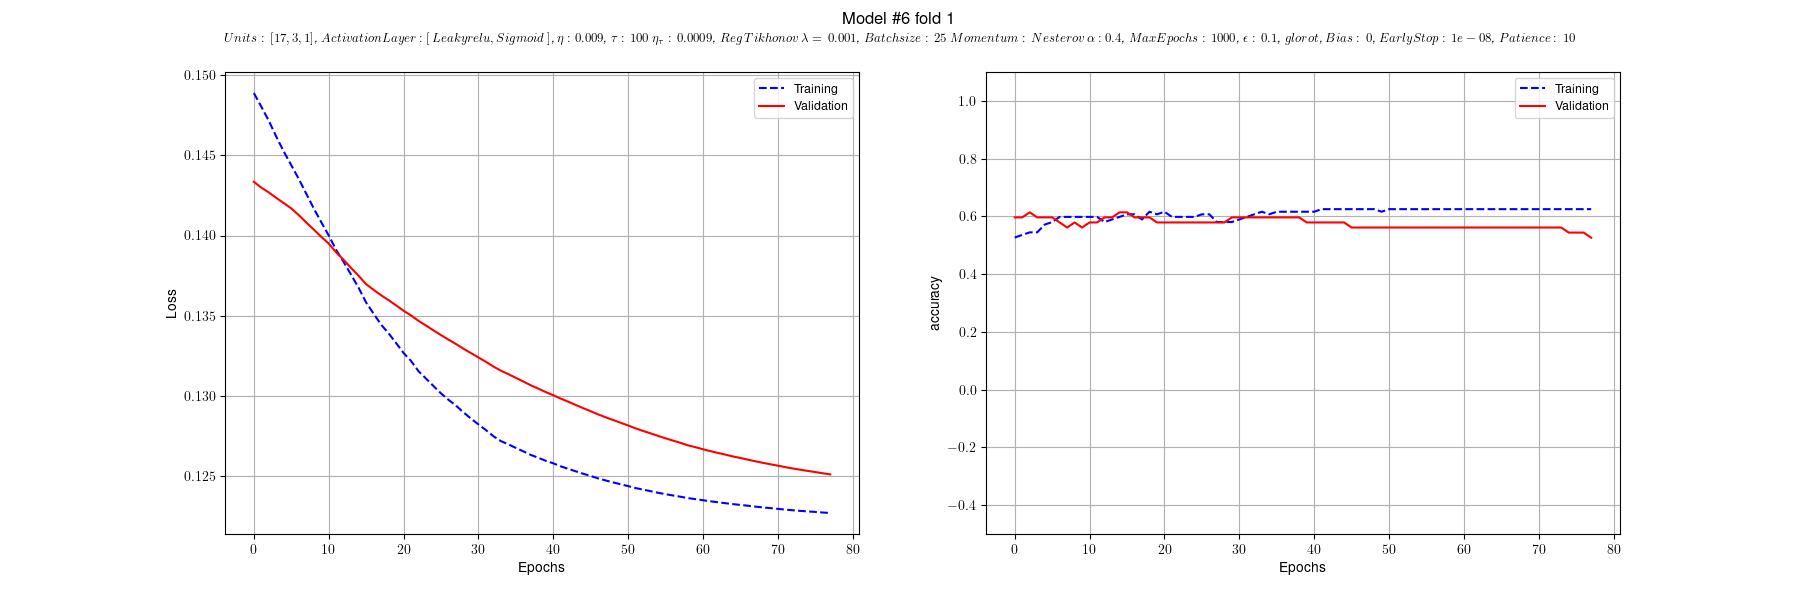 Model #6 fold 1
Units : [17, 3, 1], ActivationLayer : [ Leakyrelu, Sigmoid ], η : 0.009, τ : 100 ητ : 0.0009, RegTikhonov λ = 0.001, Batchsize : 25 Momentum : Nesterov α : 0.4, MaxEpochs : 1000, ϵ : 0.1, glorot, Bias : 0, EarlyStop : 1e − 08, Patience : 10
0.150
0.145
0.140
0.135
0.130
0.125
Loss
Training
Validation
0 10 20 30 40 50 60 70 80
Epochs
1.0
0.8
0.6
0.4
0.2
0.0
−0.2
−0.4
accuracy
Training
Validation
0 10 20 30 40 50 60 70 80
Epochs